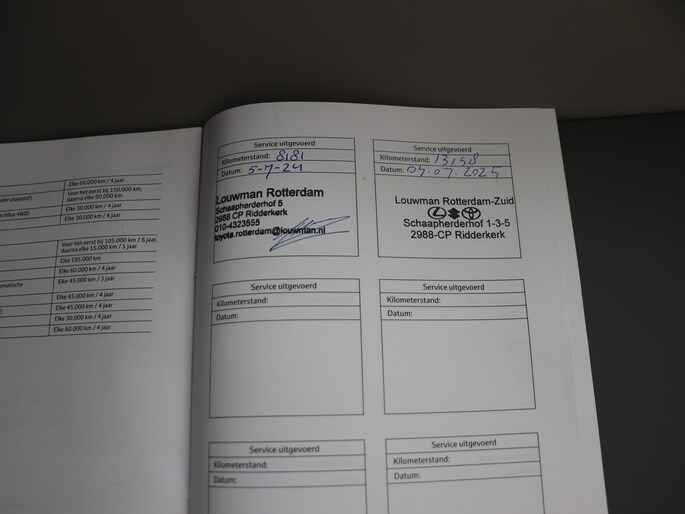 Elke 60.000 km / 4 jaar
Voor het eerst bij 150.000 km,
daarna elke 90.000 km
Elke 30.000 km / 4 jaar
Elke 30.000 km / 4 jaar
Voor het eerst bij 105.000 km / 6 jaar,
daarna elke 15.000 km / 1 jaar
Elke 195.000 km
Elke 60.000 km / 4 jaar
Elke 45.000 km / 3 jaar
Elke 45.000 km / 4 jaar
Elke 45.000 km / 4 jaar
Elke 30.000 km / 4 jaar
Elke 60.000 km / 4 jaar
Service uitgevoerd
Kilometerstand: 8181
Datum: 5-7-24
Louwman Rotterdam
Schaapherderhof 5
2988 CP Ridderkerk
010-4323555
toyota.rotterdam@louwman.nl
Service uitgevoerd
Kilometerstand: 13158
Datum: 03.07.2025
Louwman Rotterdam-Zuid
Schaapherderhof 1-3-5
2988-CP Ridderkerk
Service uitgevoerd
Kilometerstand:
Datum:
Service uitgevoerd
Kilometerstand:
Datum:
Service uitgevoerd
Kilometerstand:
Datum:
Service uitgevoerd
Kilometerstand:
Datum: